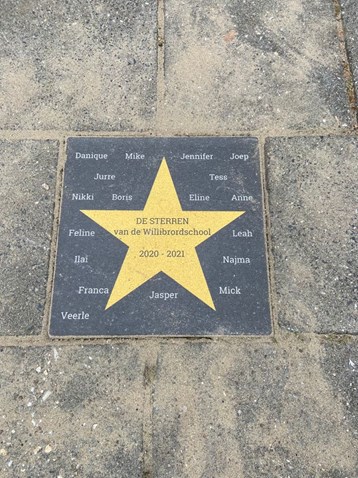 Danique Mike Jennifer Joep
Jurre Tess
Nikki Boris Eline Anne
DE STERREN
van de Willibrordschool
Feline Leah
2020 - 2021
Ilai Najma
Franca Jasper Mick
Veerle